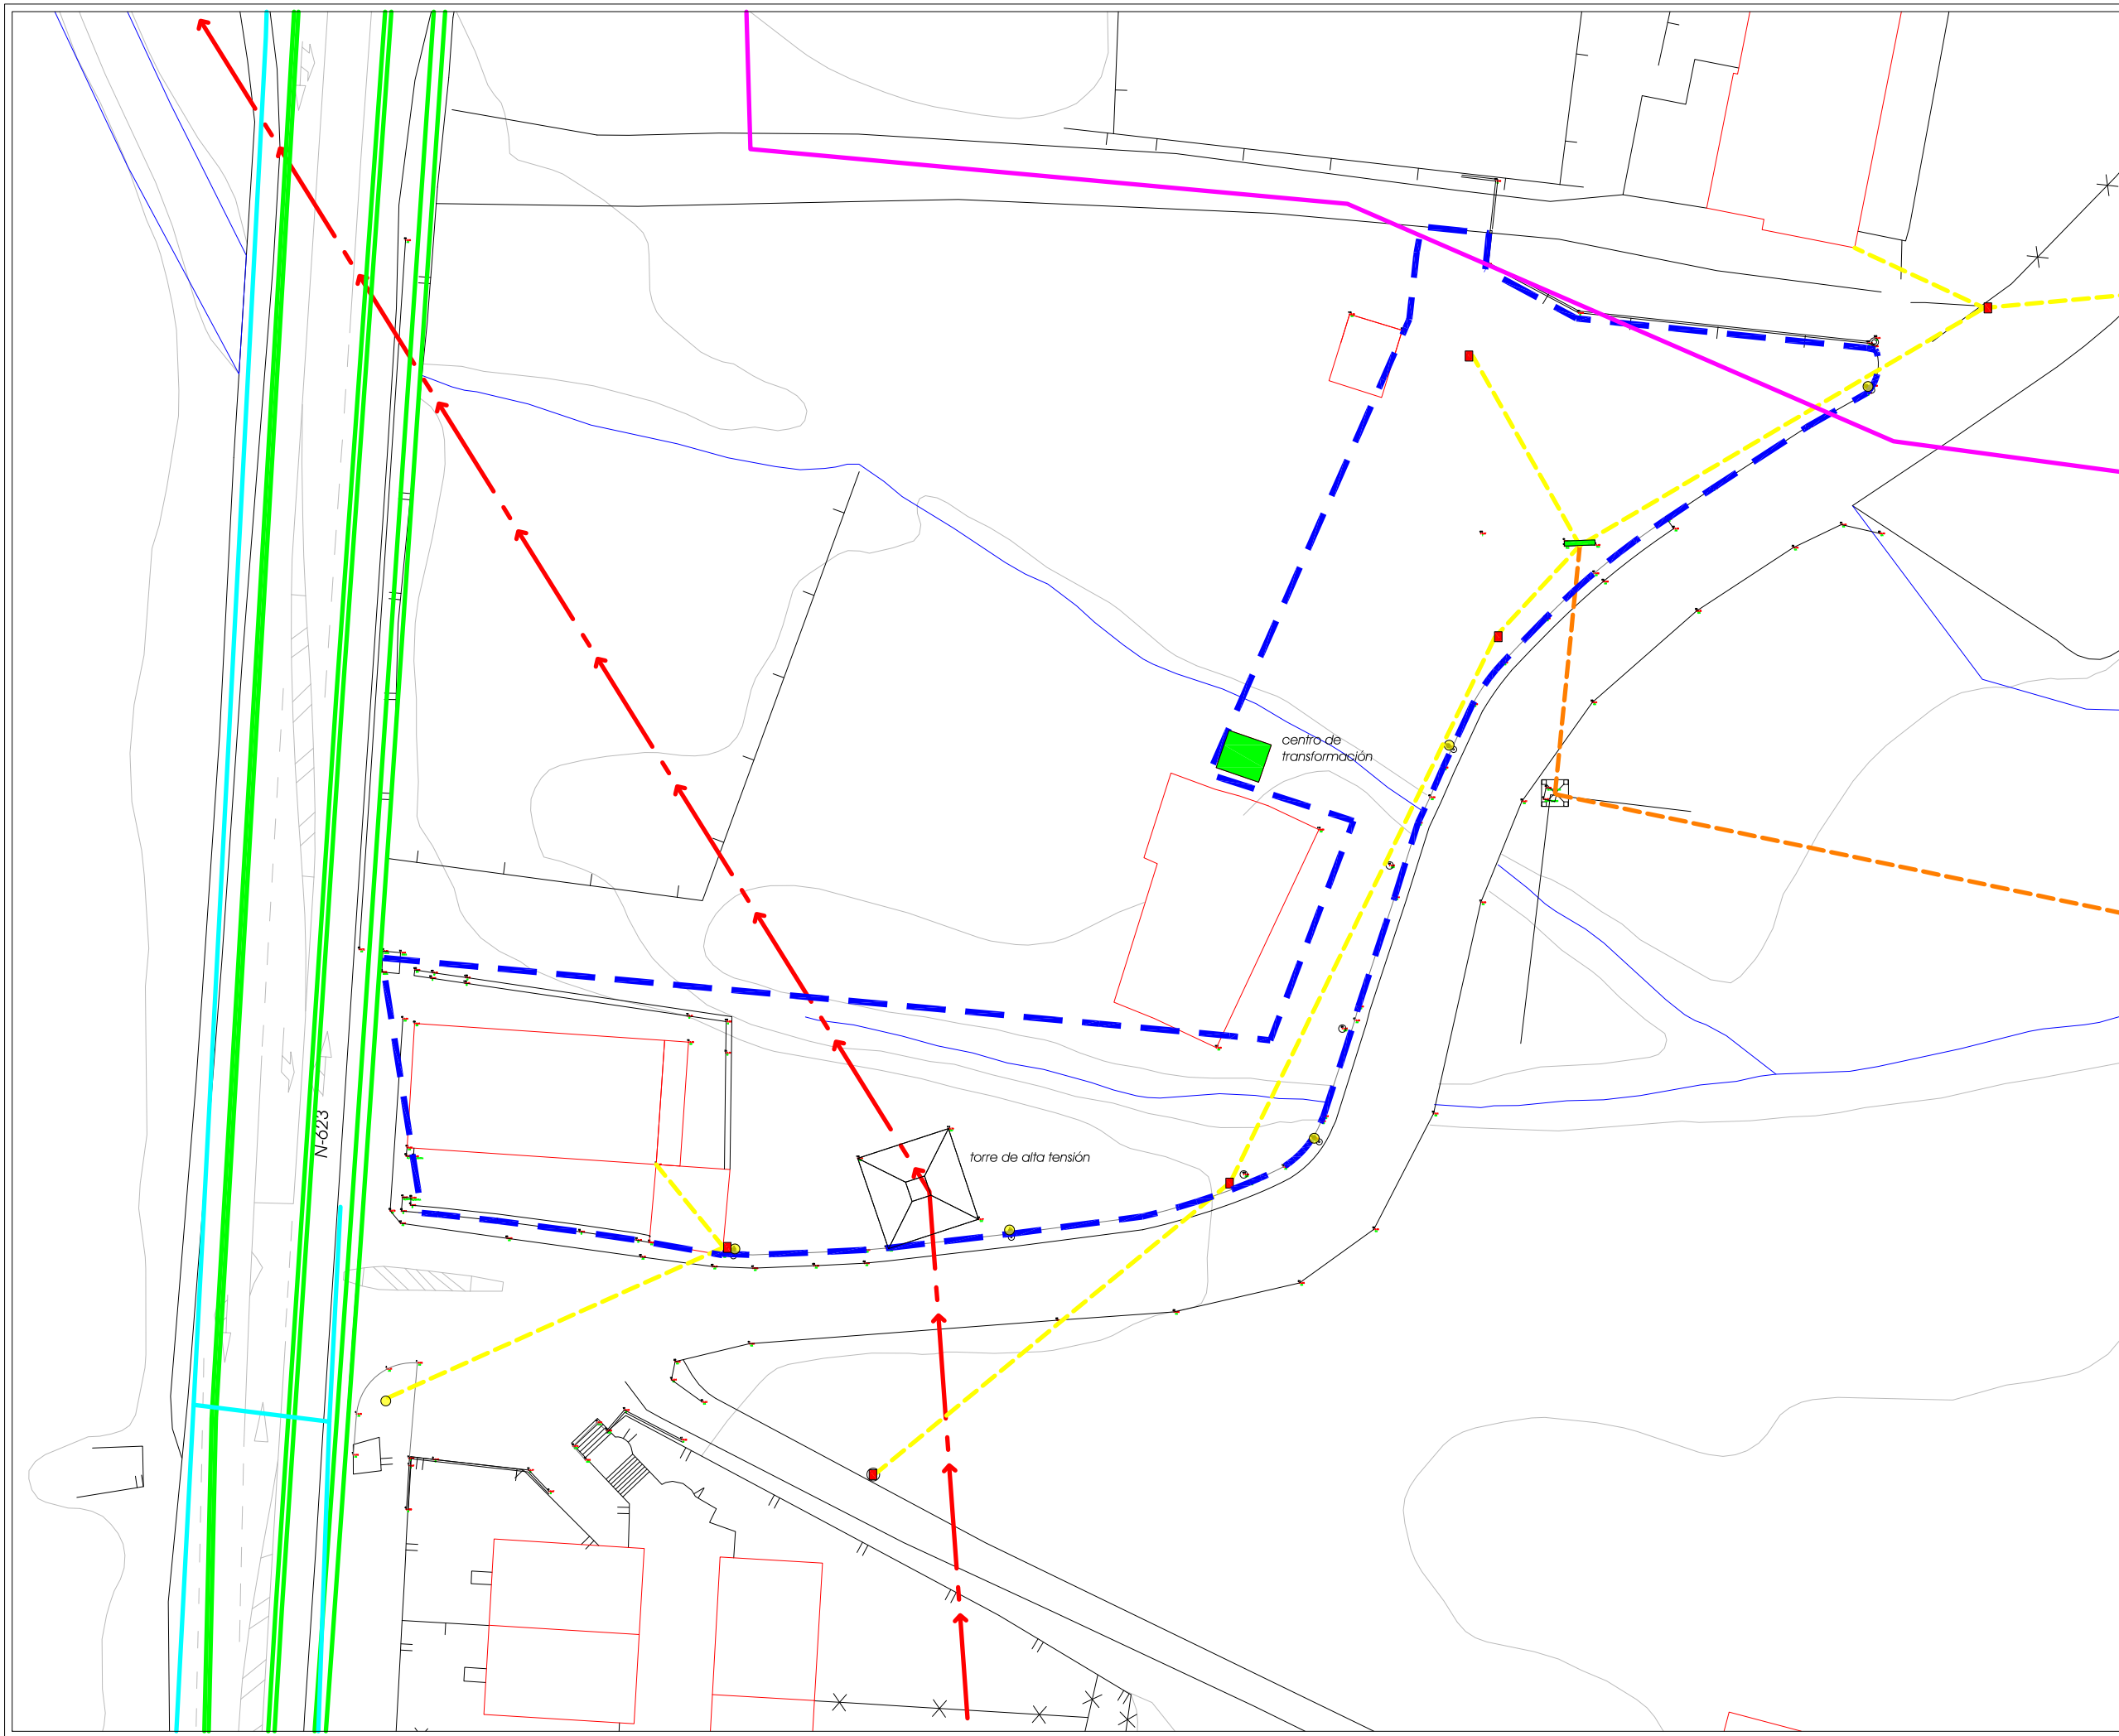 centro de
transformación
N-623
torre de alta tensión